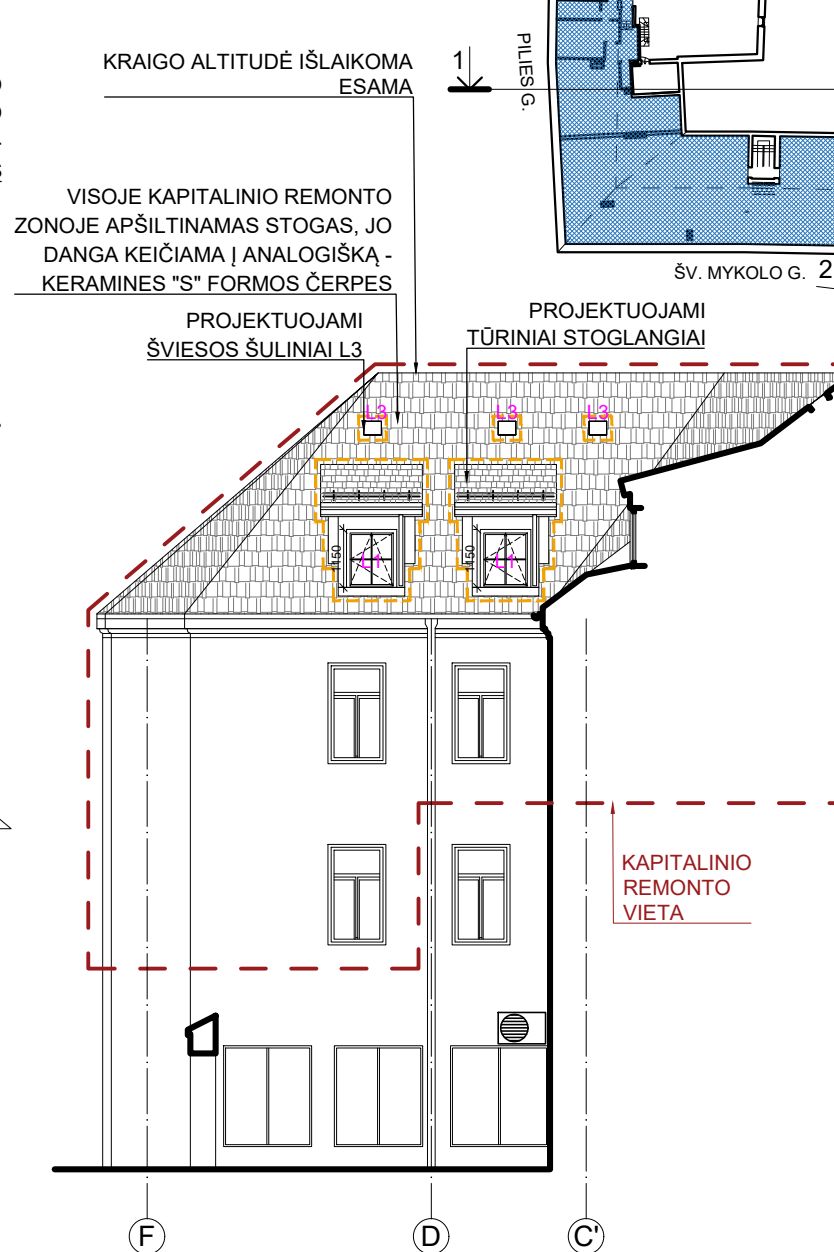 KRAIGO ALTITUDĖ IŠLAIKOMA
ESAMA
1
PILIES G.
ŠV. MYKOLO G. 2
VISOJE KAPITALINIO REMONTO
ZONOJE APŠILTINAMAS STOGAS, JO
DANGA KEIČIAMA Į ANALOGIŠKĄ -
KERAMINES "S" FORMOS ČERPES
PROJEKTUOJAMI
ŠVIESOS ŠULINIAI L3
PROJEKTUOJAMI
TŪRINIAI STOGLANGIAI
L3
L3
L3
150
L1
150
L1
KAPITALINIO
REMONTO
VIETA
F
D
C'